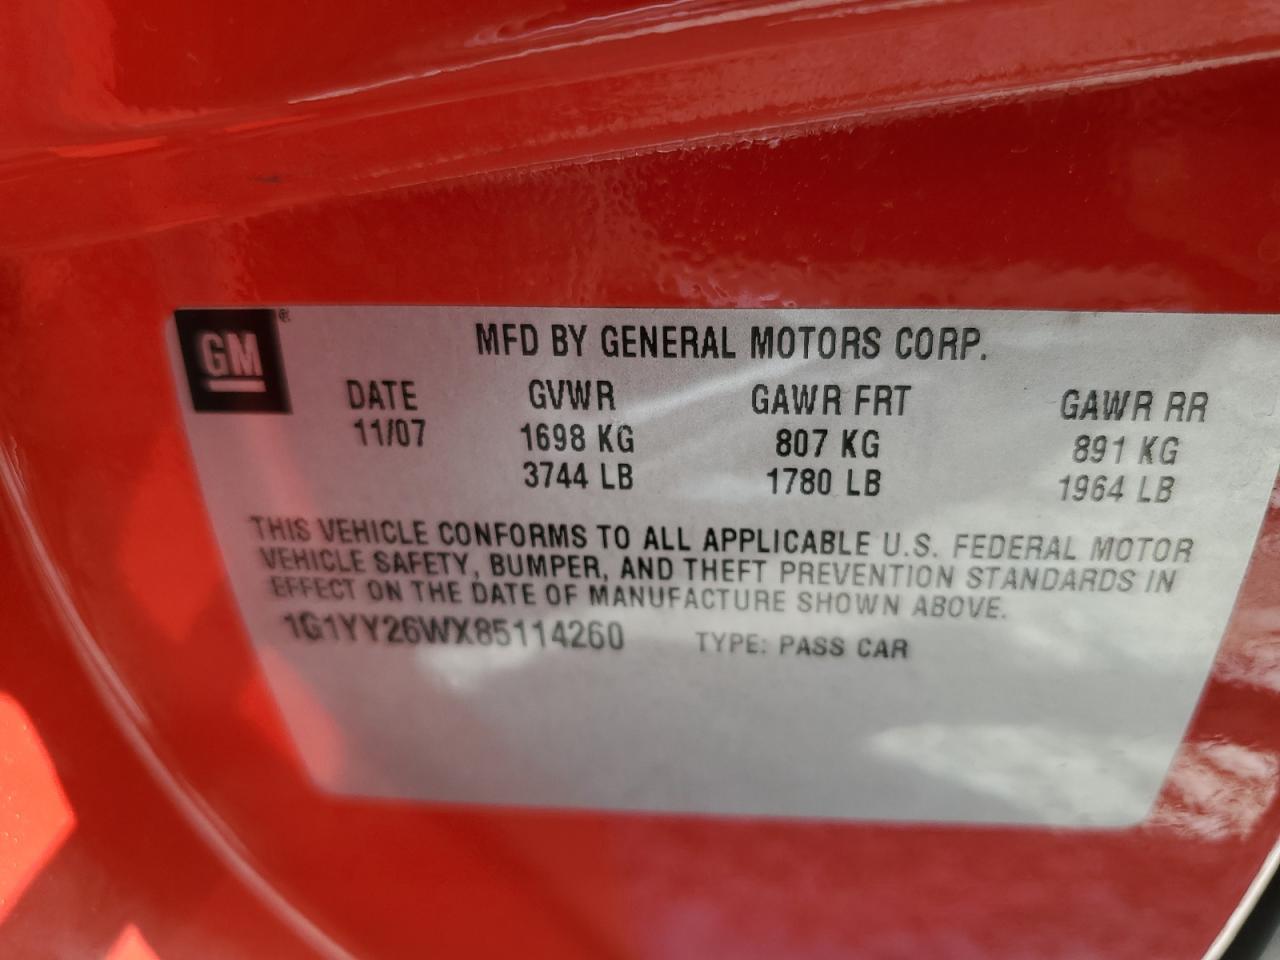 GM ®
MFD BY GENERAL MOTORS CORP.
DATE GVWR GAWR FRT GAWR RR
11/07 1698 KG 807 KG 891 KG
3744 LB 1780 LB 1964 LB
THIS VEHICLE CONFORMS TO ALL APPLICABLE U.S. FEDERAL MOTOR
VEHICLE SAFETY, BUMPER, AND THEFT PREVENTION STANDARDS IN
EFFECT ON THE DATE OF MANUFACTURE SHOWN ABOVE.
1G1YY26WX85114260 TYPE: PASS CAR